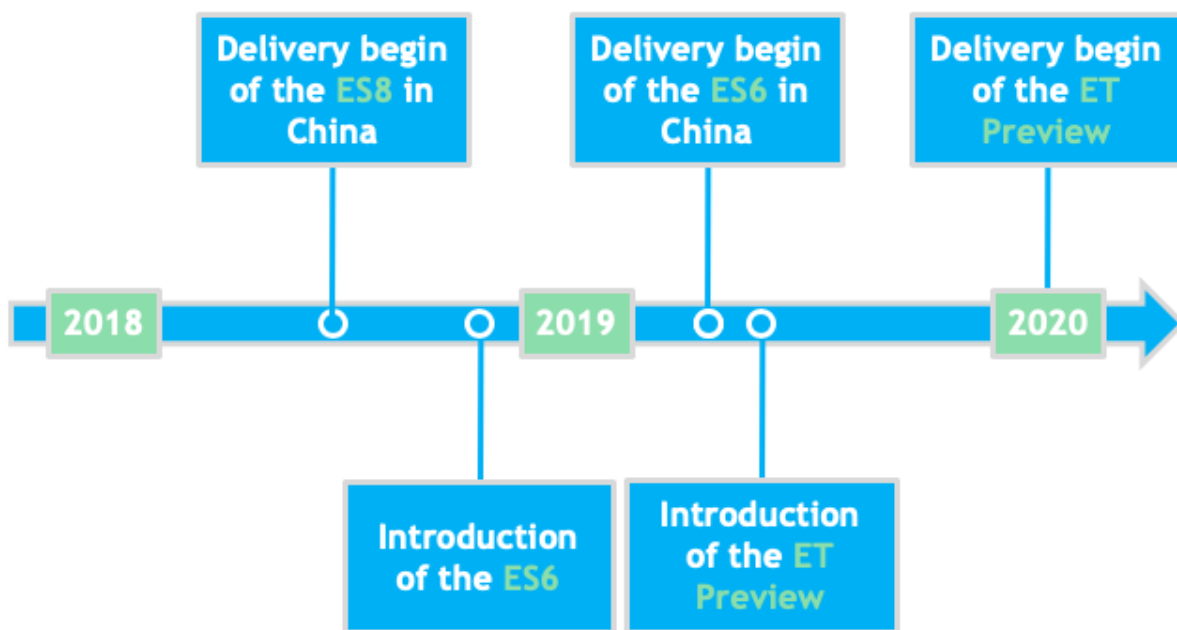 Delivery begin
of the ES8 in
China
Delivery begin
of the ES6 in
China
Delivery begin
of the ET
Preview
2018
2019
2020
Introduction
of the ES6
Introduction
of the ET
Preview